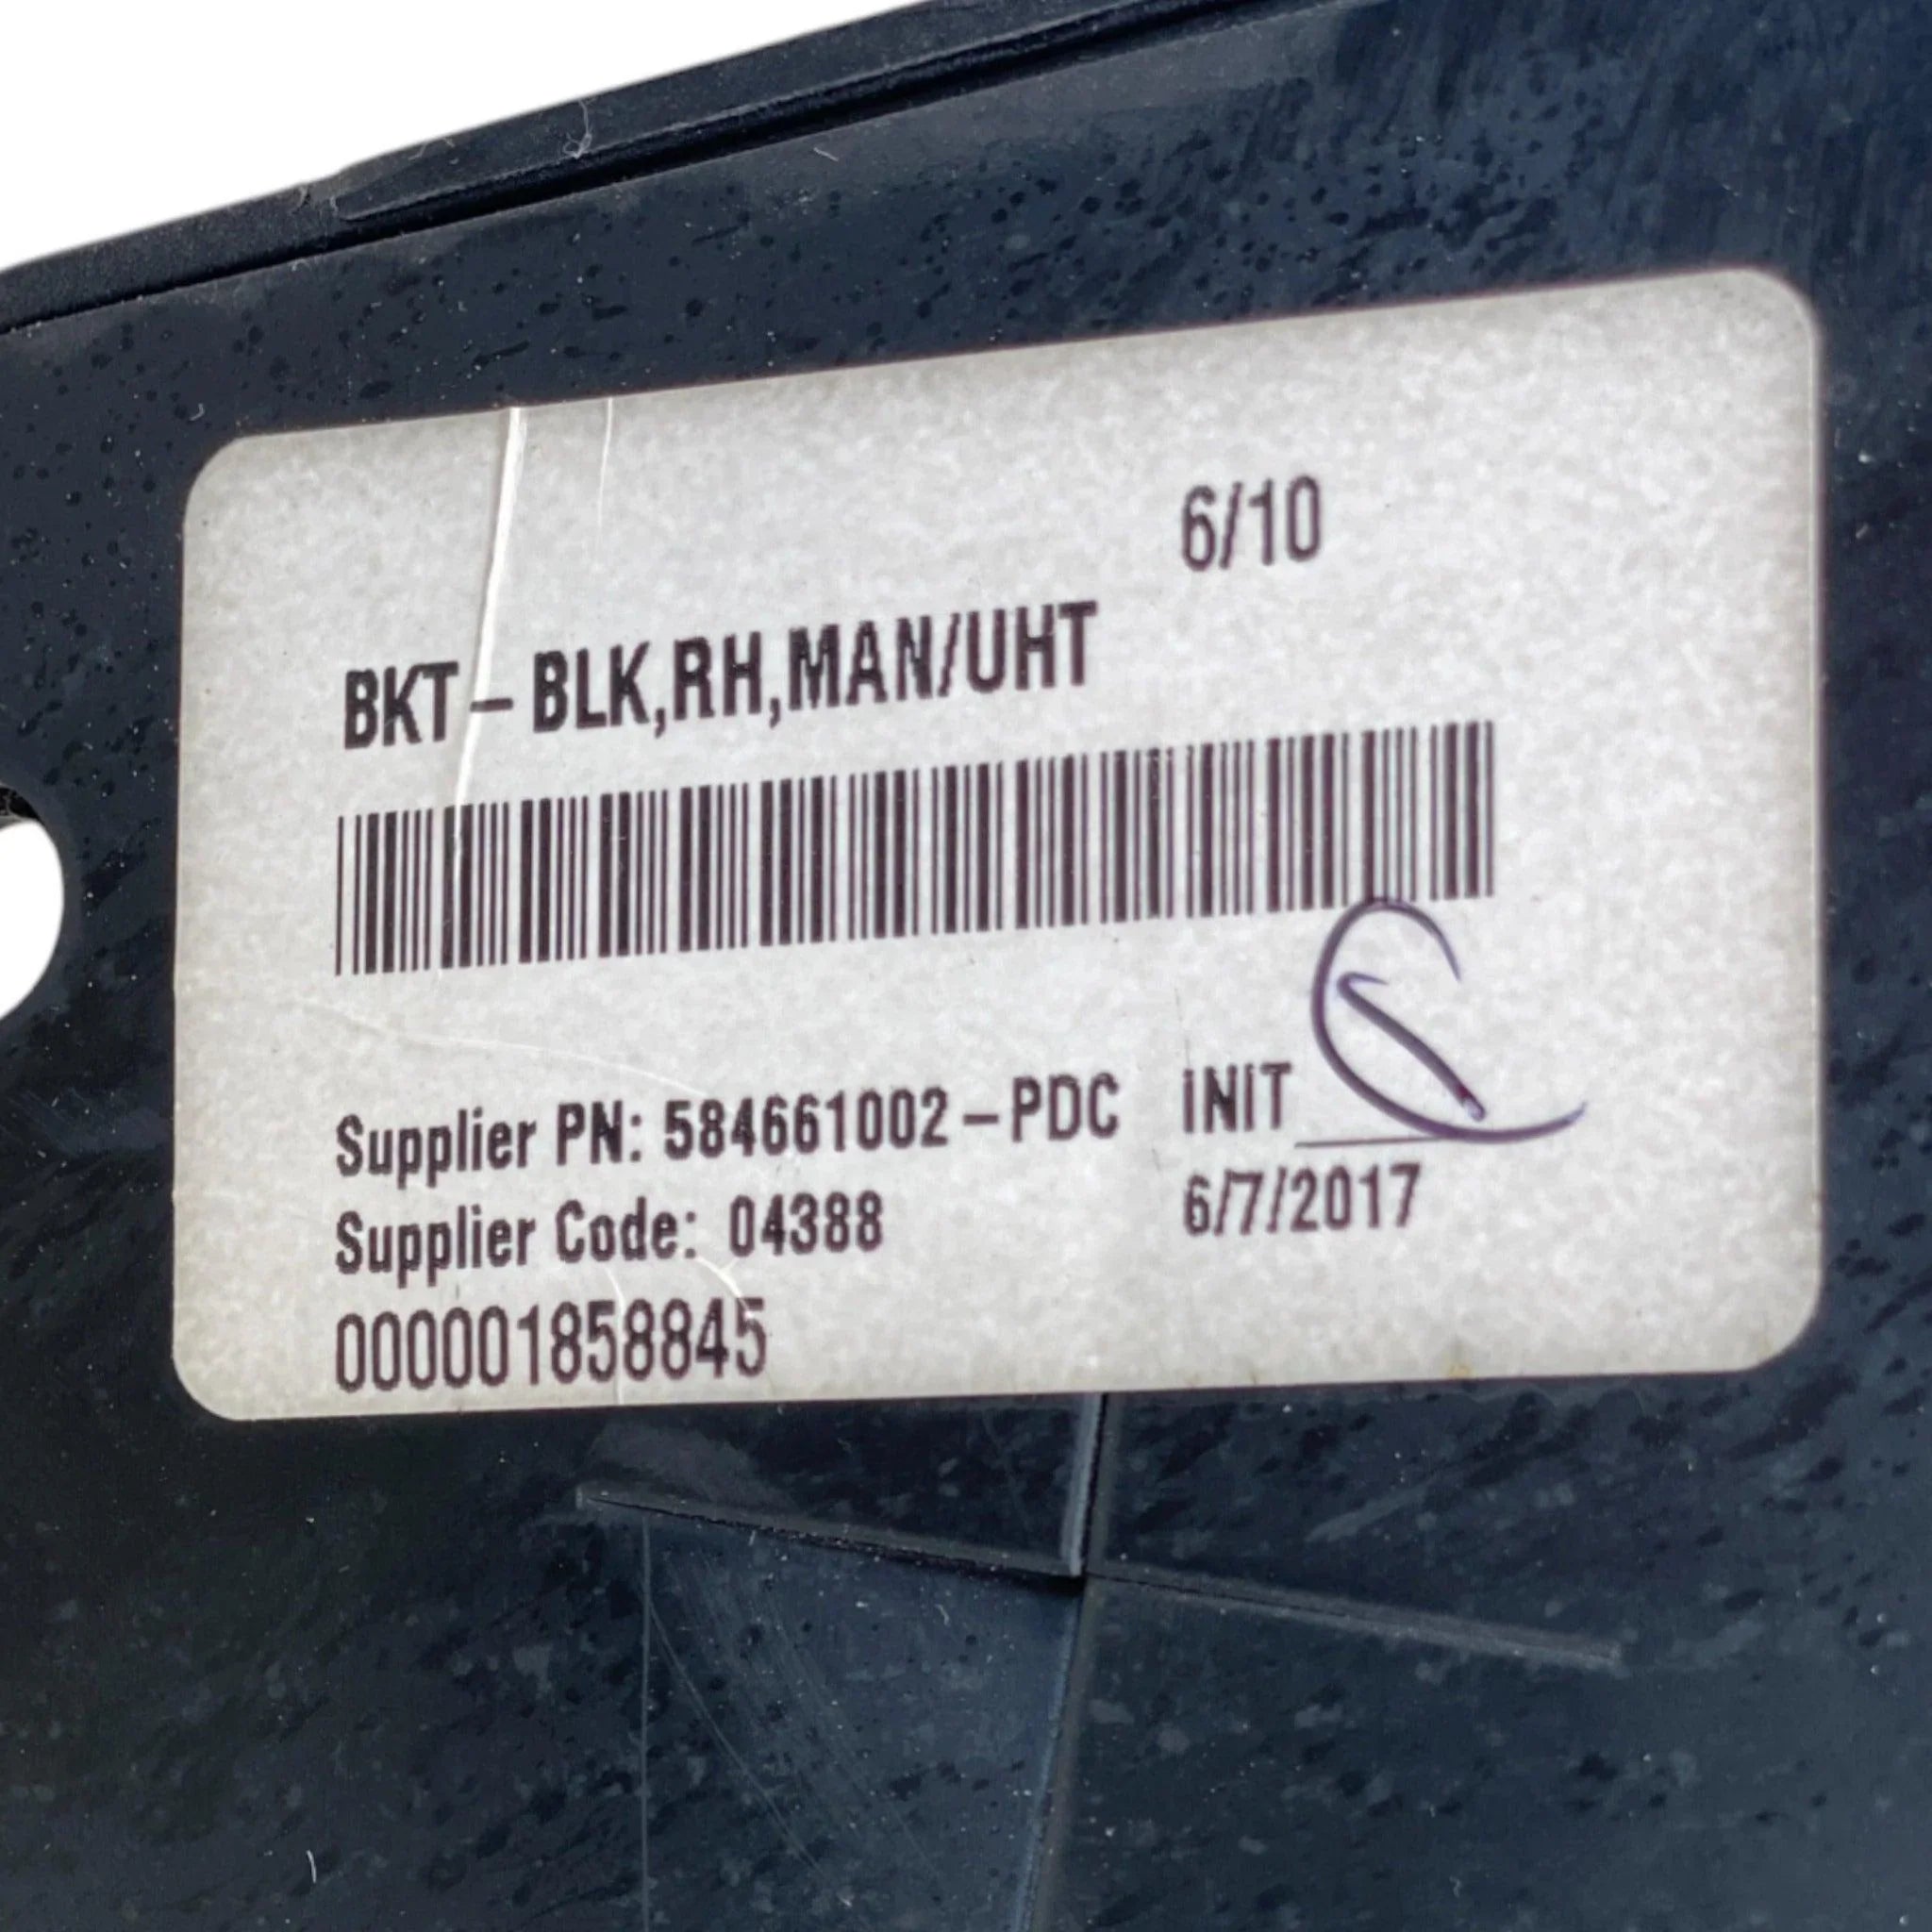 6/10
BKT - BLK,RH,MAN/UHT
Supplier PN: 584661002-PDC INIT
Supplier Code: 04388 6/7/2017
000001858845